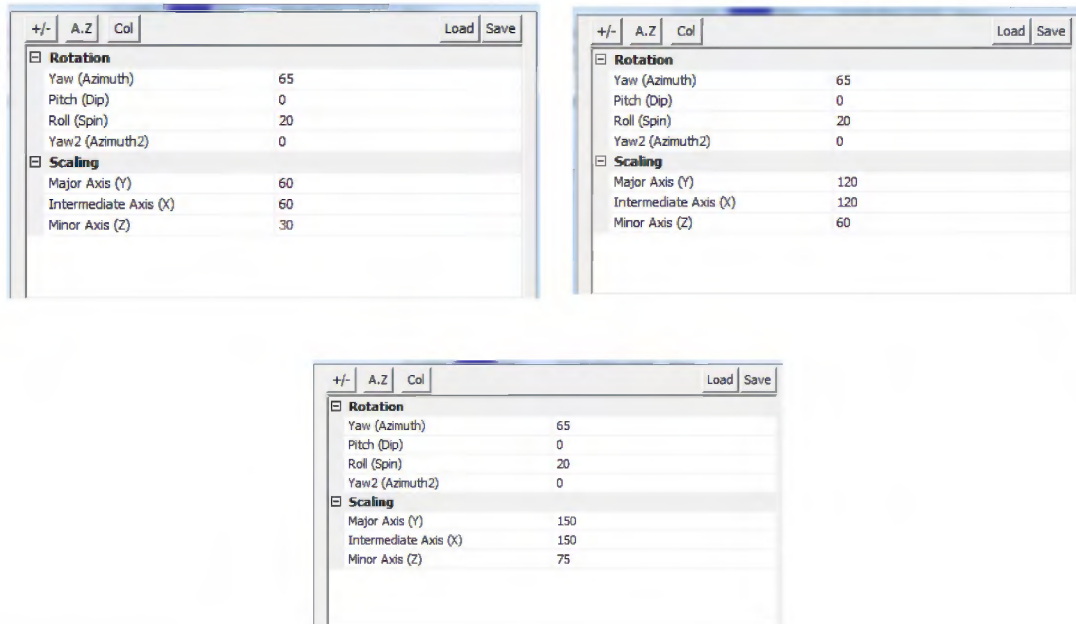 +/- A.Z Col Load Save
Rotation
Yaw (Azimuth) 65
Pitch (Dip) 0
Roll (Spin) 20
Yaw2 (Azimuth2) 0
Scaling
Major Axis (Y) 60
Intermediate Axis (X) 60
Minor Axis (Z) 30
+/- A.Z Col Load Save
Rotation
Yaw (Azimuth) 65
Pitch (Dip) 0
Roll (Spin) 20
Yaw2 (Azimuth2) 0
Scaling
Major Axis (Y) 120
Intermediate Axis (X) 120
Minor Axis (Z) 60
+/- A.Z Col Load Save
Rotation
Yaw (Azimuth) 65
Pitch (Dip) 0
Roll (Spin) 20
Yaw2 (Azimuth2) 0
Scaling
Major Axis (Y) 150
Intermediate Axis (X) 150
Minor Axis (Z) 75